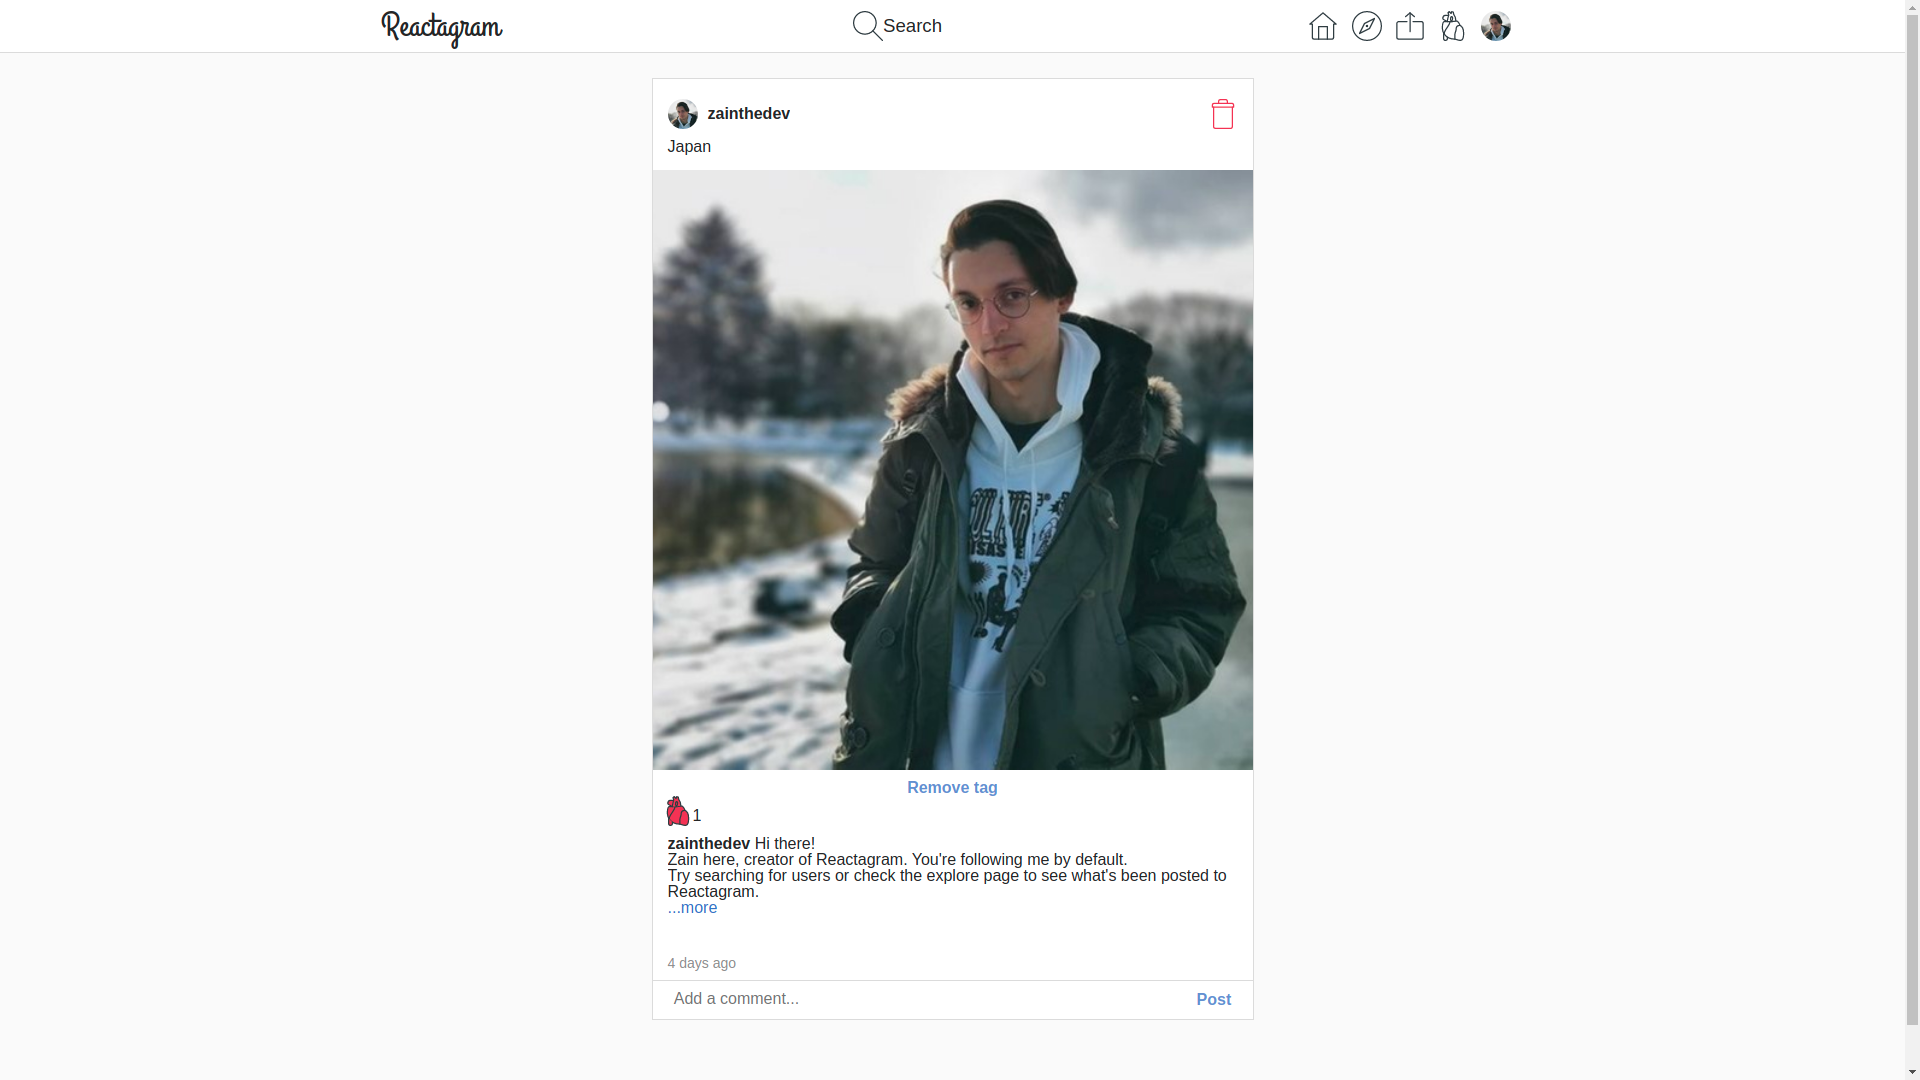 Reactagram
Search
zainthedev
Japan
Remove tag
1
zainthedev Hi there!
Zain here, creator of Reactagram. You're following me by default.
Try searching for users or check the explore page to see what's been posted to
Reactagram.
...more
4 days ago
Add a comment...
Post